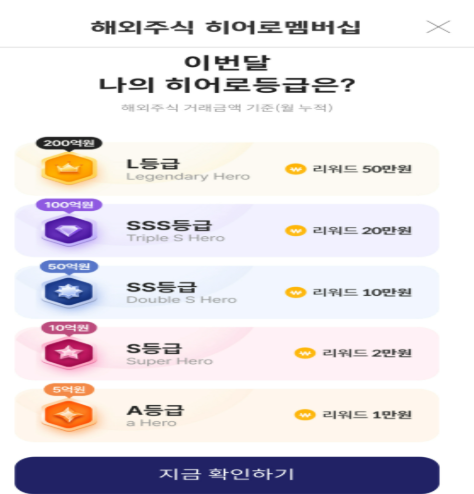 해외주식 히어로멤버십
이번달
나의 히어로등급은?
해외주식 거래금액 기준(월 누적)
200억원
L등급
Legendary Hero
리워드 50만원
100억원
SSS등급
Triple S Hero
리워드 20만원
50억원
SS등급
Double S Hero
리워드 10만원
10억원
S등급
Super Hero
리워드 2만원
5억원
A등급
a Hero
리워드 1만원
지금 확인하기